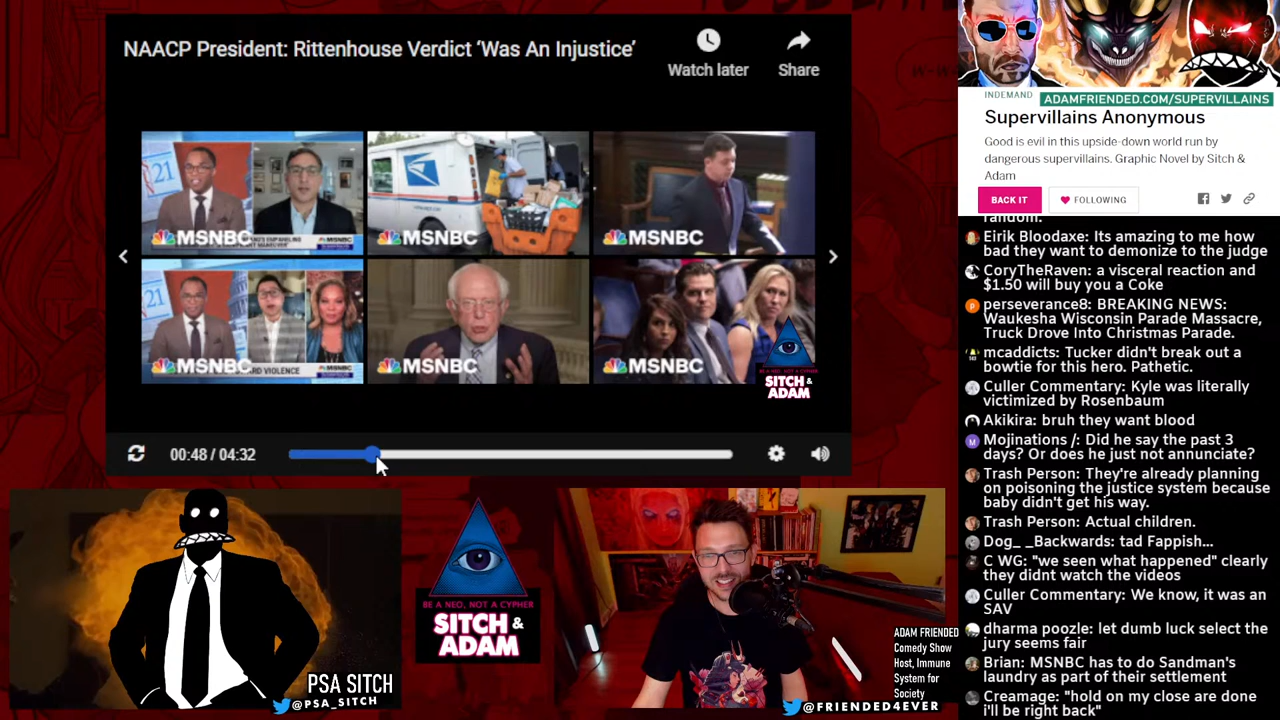 NAACP President: Rittenhouse Verdict ‘Was An Injustice’
Watch later
Share
21
MSNBC
MSNBC
MSNBC
MSNBC
MSNBC
MSNBC
21
RD VIOLENCE
BE A NEO, NOT A CYPHER
SITCH &
ADAM
00:48 / 04:32
PSA SITCH
@PSA_SITCH
BE A NEO, NOT A CYPHER
SITCH &
ADAM
ADAM FRIENDED
Comedy Show
Host, Immune
System for
Society
@FRIENDED4EVER
INDEMAND
ADAMFRIENDED.COM/SUPERVILLAINS
Supervillains Anonymous
Good is evil in this upside-down world run by
dangerous supervillains. Graphic Novel by Sitch &
Adam
BACK IT
FOLLOWING
random.
Eirik Bloodaxe: Its amazing to me how
bad they want to demonize to the judge
CoryTheRaven: a visceral reaction and
$1.50 will buy you a Coke
perseverance8: BREAKING NEWS:
Waukesha Wisconsin Parade Massacre,
Truck Drove Into Christmas Parade.
mcaddicts: Tucker didn't break out a
bowtie for this hero. Pathetic.
Culler Commentary: Kyle was literally
victimized by Rosenbaum
Akikira: bruh they want blood
Mojinations /: Did he say the past 3
days? Or does he just not annunciate?
Trash Person: They're already planning
on poisoning the justice system because
baby didn't get his way.
Trash Person: Actual children.
Dog_ _Backwards: tad Fappish...
C WG: "we seen what happened" clearly
they didnt watch the videos
Culler Commentary: We know, it was an
SAV
dharma poozle: let dumb luck select the
jury seems fair
Brian: MSNBC has to do Sandman's
laundry as part of their settlement
Creamage: "hold on my close are done
i'll be right back"